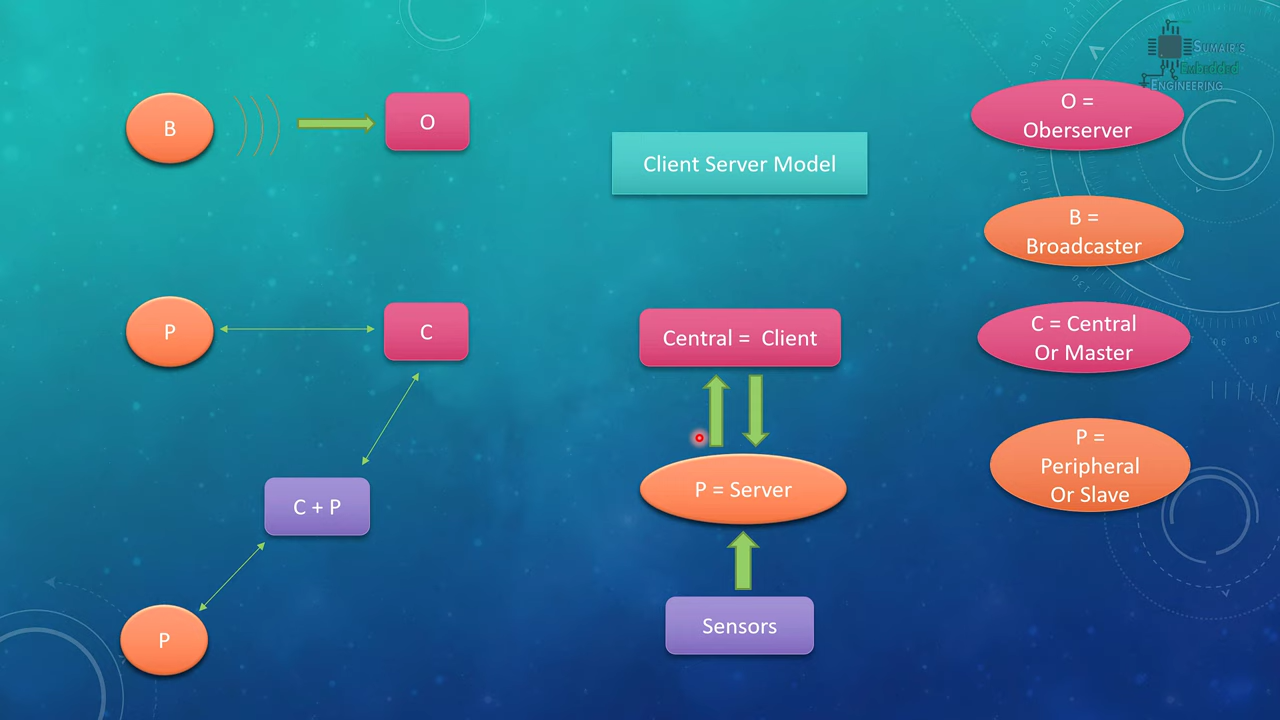 SUMAIR'S
Embedded
ENGINEERING
B
O
O =
Oberserver
Client Server Model
B =
Broadcaster
P
C
Central = Client
C = Central
Or Master
P =
Peripheral
Or Slave
C + P
P = Server
P
Sensors